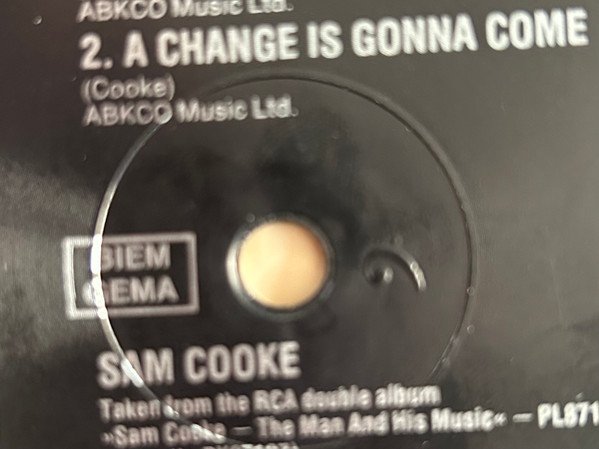 ABKCO Music Ltd.
2. A CHANGE IS GONNA COME
(Cooke)
ABKCO Music Ltd.
BIEM
GEMA
SAM COOKE
Taken from the RCA double album
»Sam Cooke – The Man And His Music« – PL871